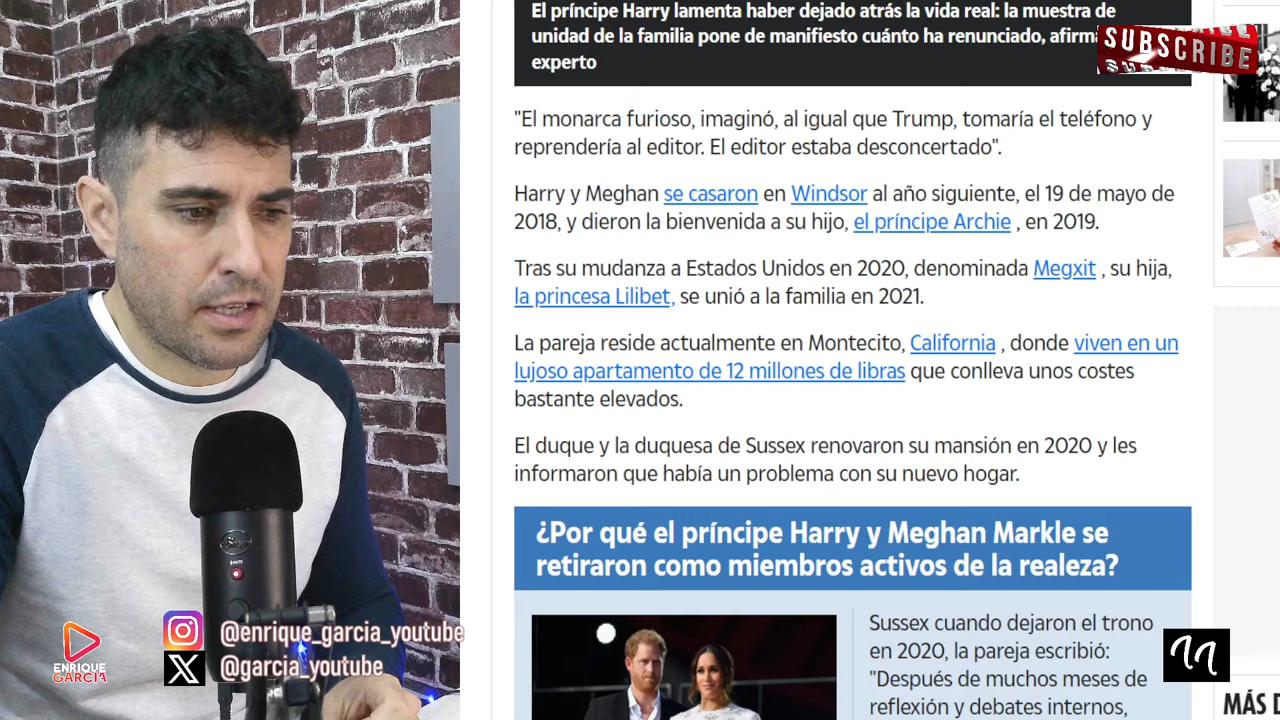 El príncipe Harry lamenta haber dejado atrás la vida real: la muestra de
unidad de la familia pone de manifiesto cuánto ha renunciado, afirma
experto
SUBSCRIBE
"El monarca furioso, imaginó, al igual que Trump, tomaría el teléfono y
reprendería al editor. El editor estaba desconcertado".
Harry y Meghan se casaron en Windsor al año siguiente, el 19 de mayo de
2018, y dieron la bienvenida a su hijo, el príncipe Archie , en 2019.
Tras su mudanza a Estados Unidos en 2020, denominada Megxit , su hija,
la princesa Lilibet, se unió a la familia en 2021.
La pareja reside actualmente en Montecito, California , donde viven en un
lujoso apartamento de 12 millones de libras que conlleva unos costes
bastante elevados.
El duque y la duquesa de Sussex renovaron su mansión en 2020 y les
informaron que había un problema con su nuevo hogar.
¿Por qué el príncipe Harry y Meghan Markle se
retiraron como miembros activos de la realeza?
Sussex cuando dejaron el trono
en 2020, la pareja escribió:
"Después de muchos meses de
reflexión y debates internos,
MÁS D
ENRIQUE
GARCIA
@enrique_garcia_youtube
@garcia_youtube